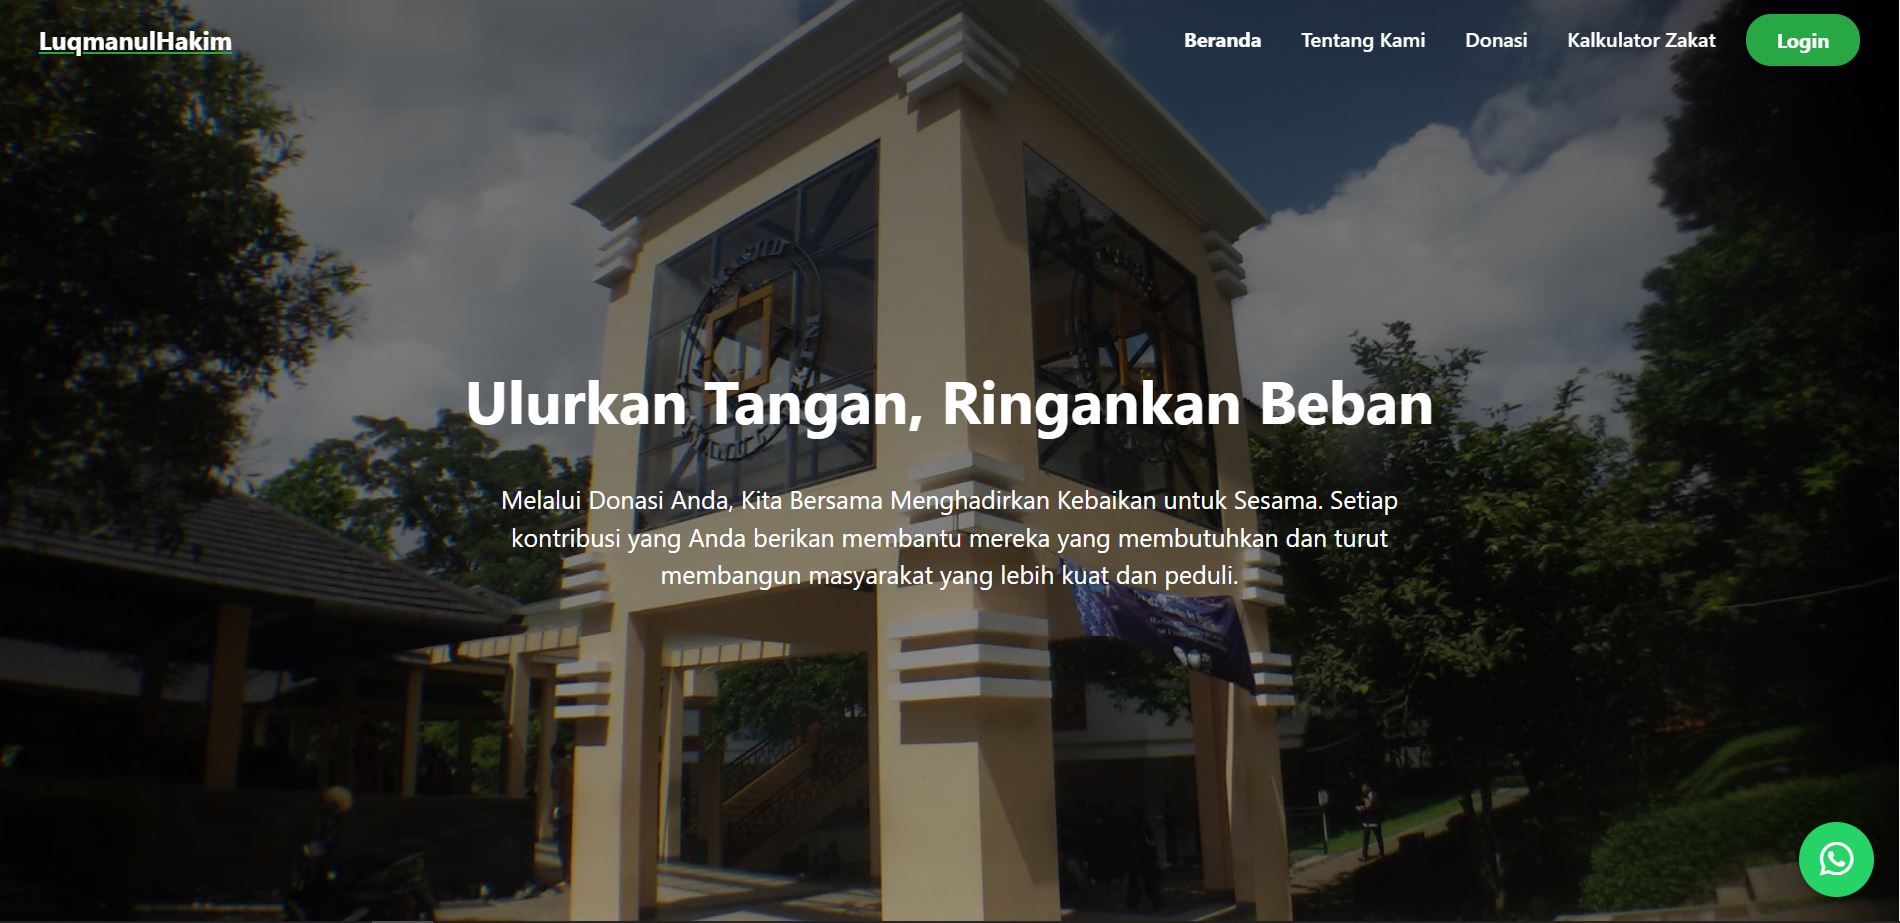 LuqmanulHakim
Beranda
Tentang Kami
Donasi
Kalkulator Zakat
Login
Ulurkan Tangan, Ringankan Beban
Melalui Donasi Anda, Kita Bersama Menghadirkan Kebaikan untuk Sesama. Setiap
kontribusi yang Anda berikan membantu mereka yang membutuhkan dan turut
membangun masyarakat yang lebih kuat dan peduli.